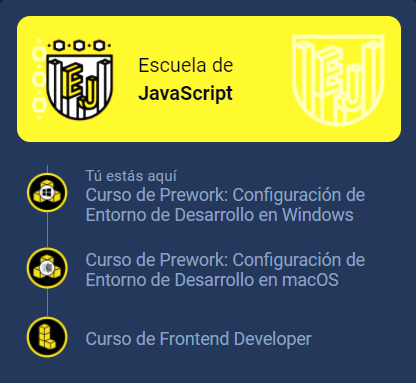 EJ
Escuela de
JavaScript
Tú estás aquí
Curso de Prework: Configuración de
Entorno de Desarrollo en Windows
Curso de Prework: Configuración de
Entorno de Desarrollo en macOS
Curso de Frontend Developer